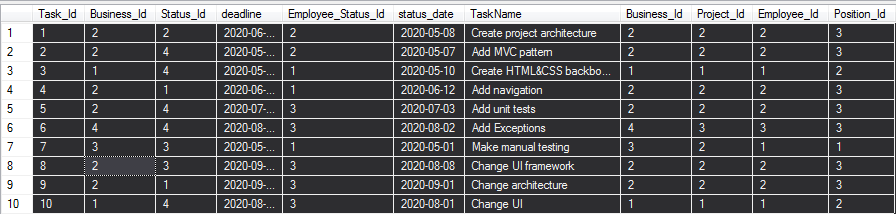 Task_Id Business_Id Status_Id deadline Employee_Status_Id status_date TaskName Business_Id Project_Id Employee_Id Position_Id
1 1 2 2 2020-06-... 2 2020-05-08 Create project architecture 2 2 2 3
2 2 2 4 2020-05-... 2 2020-05-07 Add MVC pattern 2 2 2 3
3 3 1 4 2020-05-... 1 2020-05-10 Create HTML&CSS backbo... 1 1 1 2
4 4 2 1 2020-06-... 1 2020-06-12 Add navigation 2 2 2 3
5 5 2 4 2020-07-... 3 2020-07-03 Add unit tests 2 2 2 3
6 6 4 4 2020-08-... 3 2020-08-02 Add Exceptions 4 3 3 3
7 7 3 3 2020-05-... 1 2020-05-01 Make manual testing 3 2 1 1
8 8 2 3 2020-09-... 3 2020-08-08 Change UI framework 2 2 2 3
9 9 2 1 2020-09-... 3 2020-09-01 Change architecture 2 2 2 3
10 10 1 4 2020-08-... 3 2020-08-01 Change UI 1 1 1 2